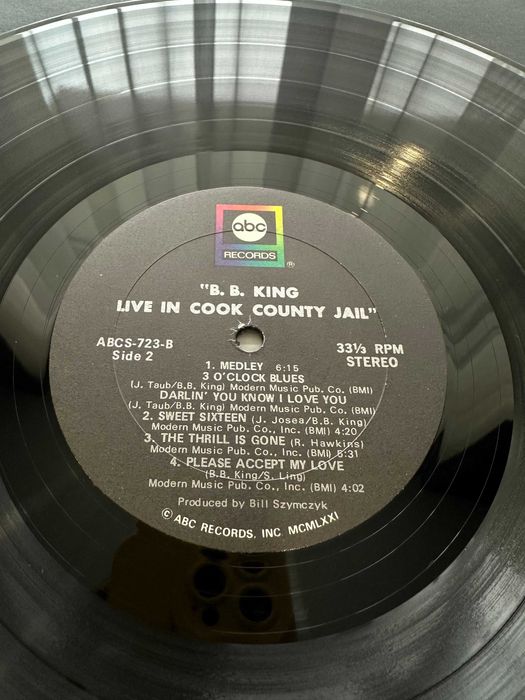 abc
RECORDS
®
"B. B. KING
LIVE IN COOK COUNTY JAIL"
ABCS-723-B
Side 2
33⅓ RPM
STEREO
1. MEDLEY 6:15
3 O'CLOCK BLUES
(J. Taub/B.B. King) Modern Music Pub. Co. (BMI)
DARLIN' YOU KNOW I LOVE YOU
(J. Taub/B.B. King) Modern Music Pub. Co. (BMI)
2. SWEET SIXTEEN (J. Josea/B.B. King)
Modern Music Pub. Co., Inc. (BMI) 4:20
3. THE THRILL IS GONE (R. Hawkins)
Modern Music Pub. Co., Inc. (BMI) 5:31
4. PLEASE ACCEPT MY LOVE
(B.B. King/S. Ling)
Modern Music Pub. Co., Inc. (BMI) 4:02
Produced by Bill Szymczyk
© ABC RECORDS, INC. MCMLXXI